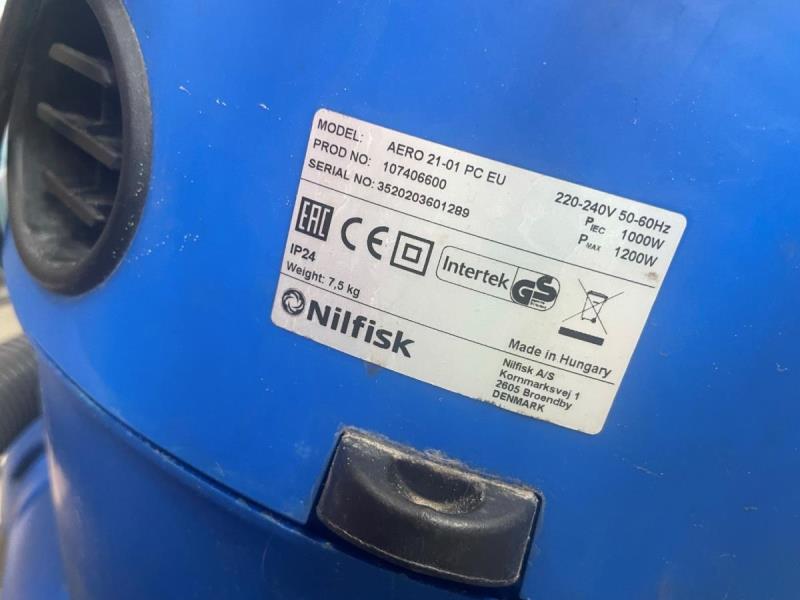 MODEL: AERO 21-01 PC EU
PROD NO: 107406600
SERIAL NO: 3520203601289
220-240V 50-60Hz
PIEC 1000W
PMAX 1200W
EAC CE Intertek GS
IP24
Weight: 7,5 kg
Nilfisk
Made in Hungary
Nilfisk A/S
Kornmarksvej 1
2605 Broendby
DENMARK